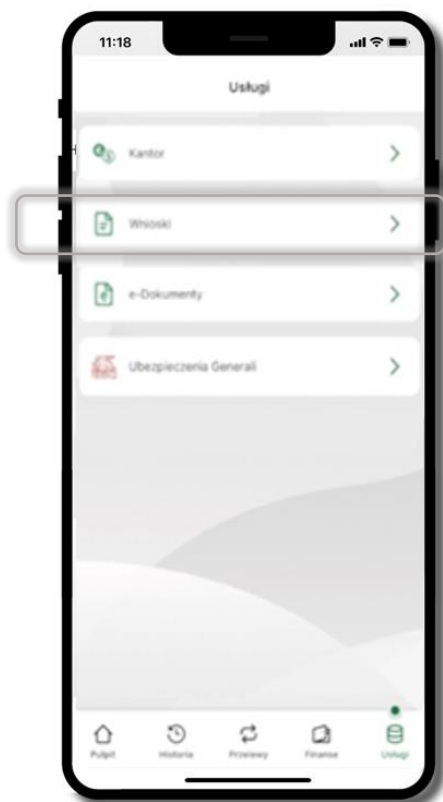 11:18
Usługi
Kantor
Wnioski
e-Dokumenty
Ubezpieczenia Generali
Pulpit Historia Przelewy Finanse Usługi